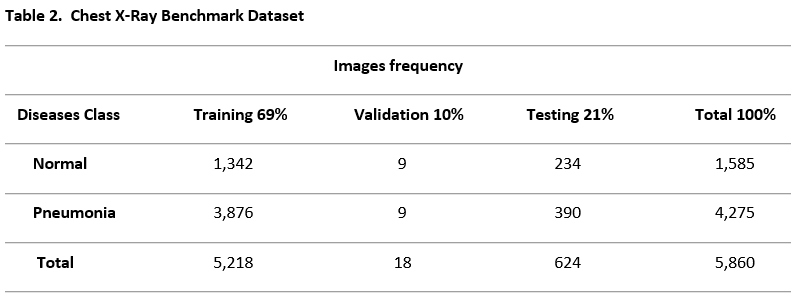 Table 2. Chest X-Ray Benchmark Dataset
Images frequency
Diseases Class Training 69% Validation 10% Testing 21% Total 100%
Normal 1,342 9 234 1,585
Pneumonia 3,876 9 390 4,275
Total 5,218 18 624 5,860